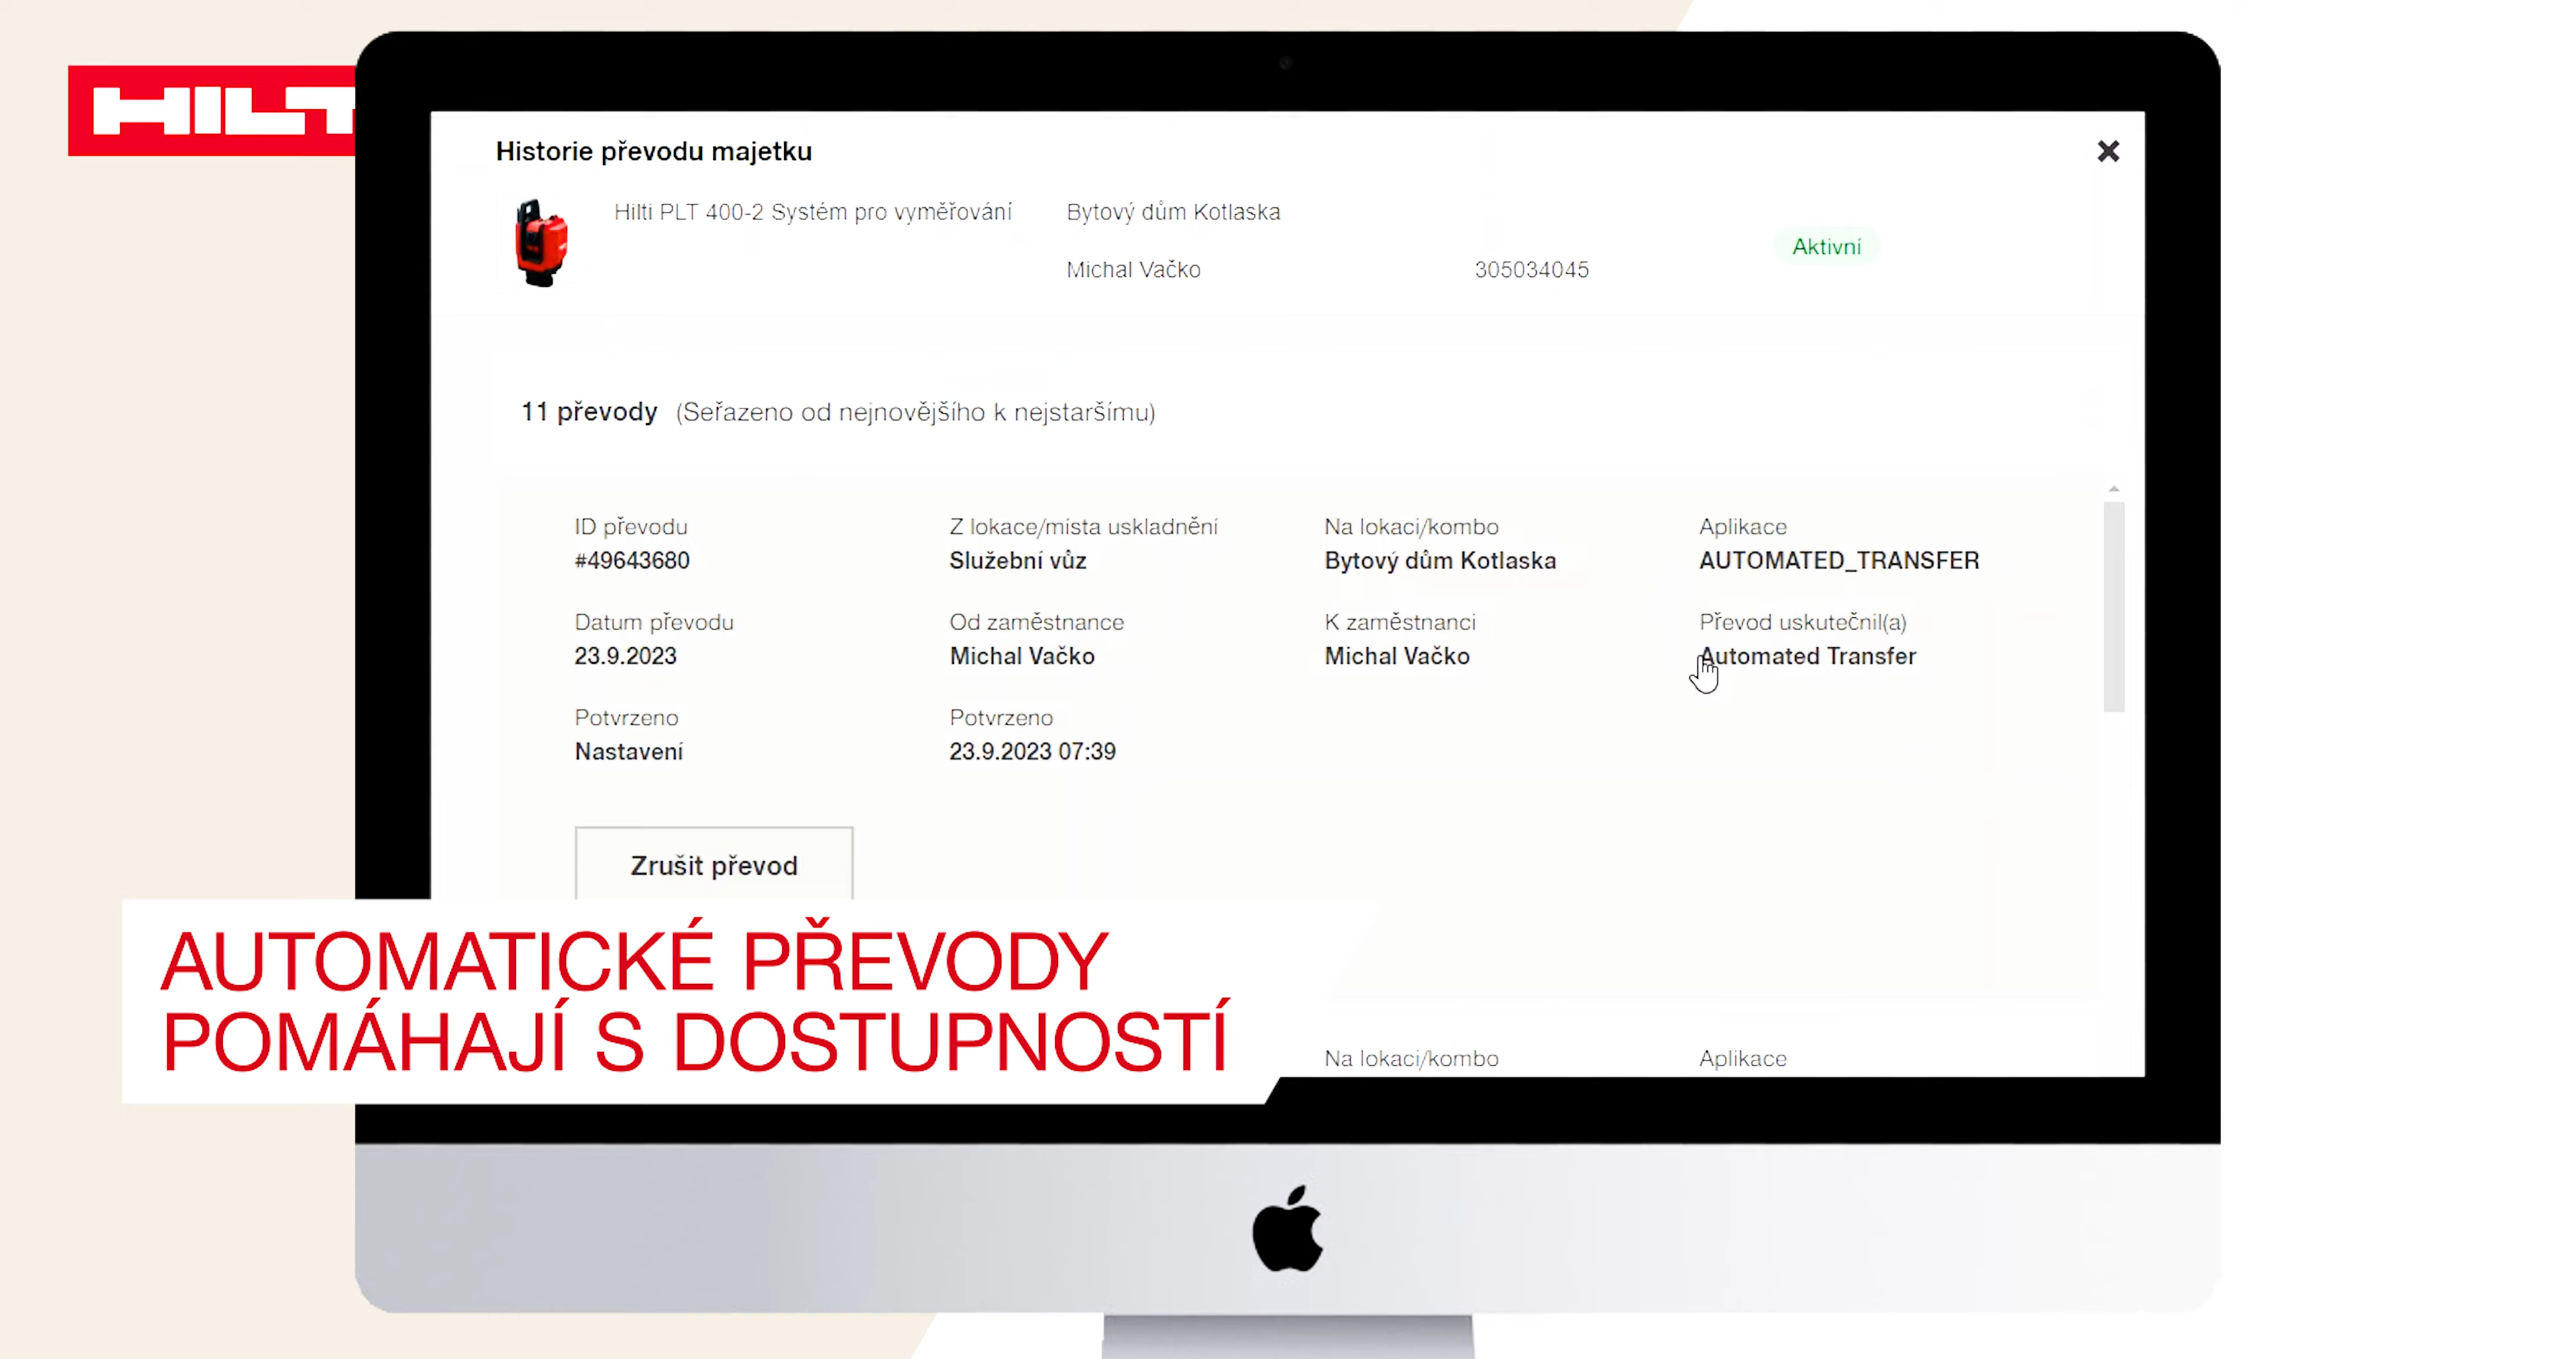 HILT
Historie převodu majetku
Hilti PLT 400-2 Systém pro vyměřování
Bytový dům Kotlaska
Michal Vačko
305034045
Aktivní
11 převody (Seřazeno od nejnovějšího k nejstaršímu)
ID převodu
#49643680
Z lokace/místa uskladnění
Služební vůz
Na lokaci/kombo
Bytový dům Kotlaska
Aplikace
AUTOMATED_TRANSFER
Datum převodu
23.9.2023
Od zaměstnance
Michal Vačko
K zaměstnanci
Michal Vačko
Převod uskutečnil(a)
Automated Transfer
Potvrzeno
Nastavení
Potvrzeno
23.9.2023 07:39
Zrušit převod
AUTOMATICKÉ PŘEVODY
POMÁHAJÍ S DOSTUPNOSTÍ
Na lokaci/kombo
Aplikace